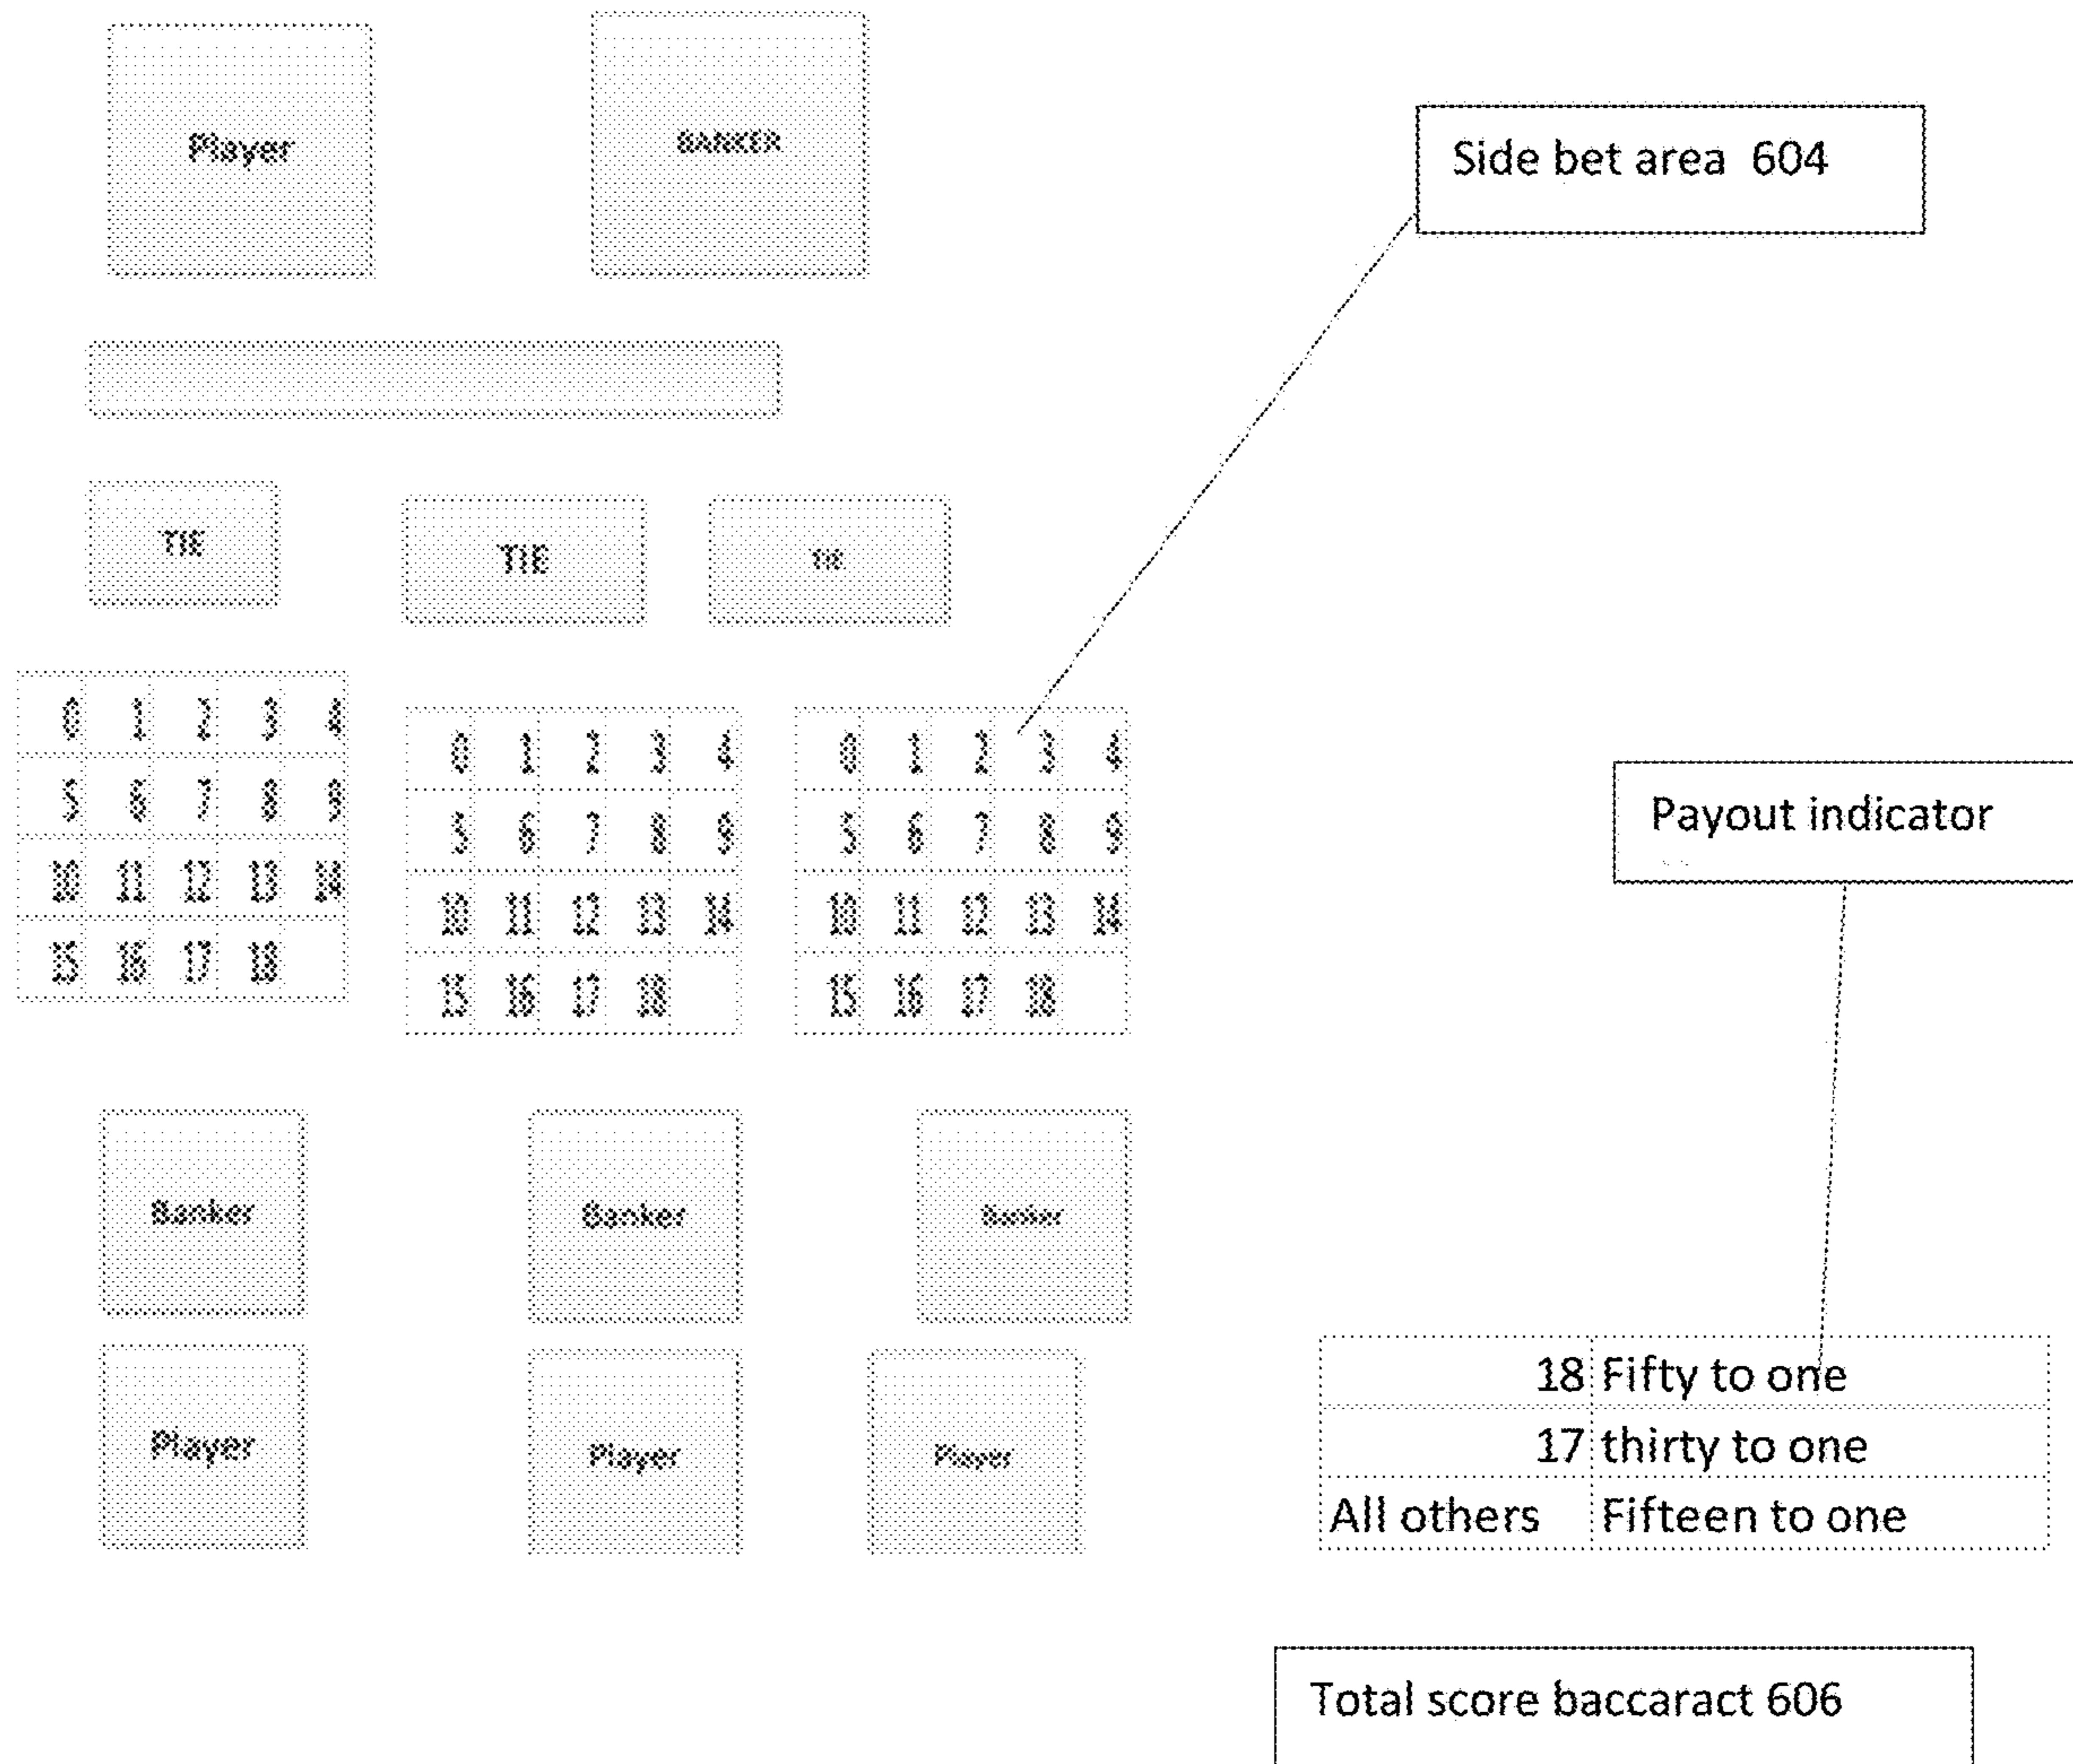 Player
BANKER
Side bet area 604
TIE
TIE
TIE
0 1 2 3 4
5 6 7 8 9
10 11 12 13 14
15 16 17 18
0 1 2 3 4
5 6 7 8 9
10 11 12 13 14
15 16 17 18
0 1 2 3 4
5 6 7 8 9
10 11 12 13 14
15 16 17 18
Payout indicator
Banker
Banker
Banker
Player
Player
Player
18 Fifty to one
17 thirty to one
All others Fifteen to one
Total score baccaract 606